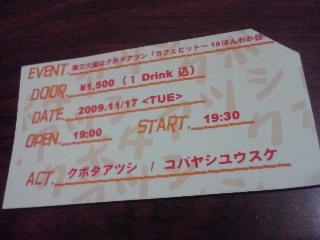 EVENT. 第三火曜はクボタアツシ「カフェピット〜18ほんわか日
DOOR. ¥1,500 (1 Drink 込)
DATE. 2009.11/17 <TUE>
OPEN. 19:00 START. 19:30
ACT. クボタアツシ / コバヤシユウスケ